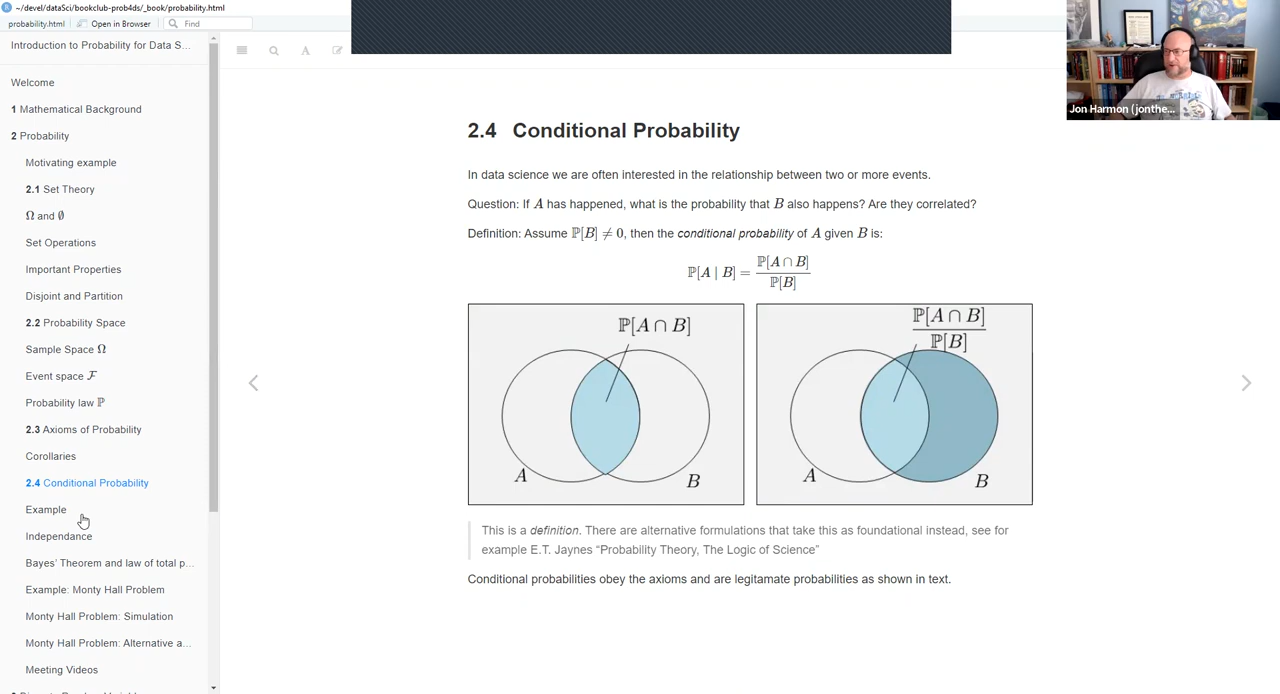 ~/devel/dataSci/bookclub-prob4ds/_book/probability.html
probability.html
Open in Browser
Find
Introduction to Probability for Data S...
Welcome
1 Mathematical Background
2 Probability
Motivating example
2.1 Set Theory
Ω and ∅
Set Operations
Important Properties
Disjoint and Partition
2.2 Probability Space
Sample Space Ω
Event space ℱ
Probability law ℙ
2.3 Axioms of Probability
Corollaries
2.4 Conditional Probability
Example
Independence
Bayes' Theorem and law of total p...
Example: Monty Hall Problem
Monty Hall Problem: Simulation
Monty Hall Problem: Alternative a...
Meeting Videos
A
Jon Harmon (jonthe...
2.4 Conditional Probability
In data science we are often interested in the relationship between two or more events.
Question: If A has happened, what is the probability that B also happens? Are they correlated?
Definition: Assume ℙ[B] ≠ 0, then the conditional probability of A given B is:
ℙ[A | B] = ℙ[A ∩ B] / ℙ[B]
ℙ[A ∩ B]
A
B
ℙ[A ∩ B]
ℙ[B]
A
B
This is a definition. There are alternative formulations that take this as foundational instead, see for
example E.T. Jaynes “Probability Theory, The Logic of Science”
Conditional probabilities obey the axioms and are legitamate probabilities as shown in text.